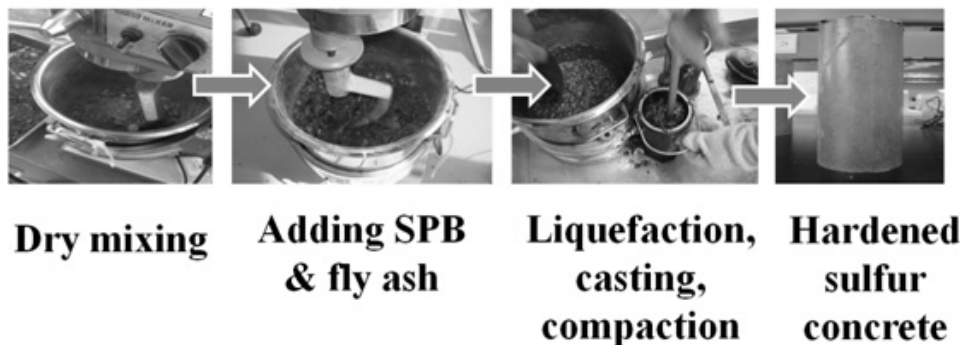 Dry mixing
Adding SPB
& fly ash
Liquefaction,
casting,
compaction
Hardened
sulfur
concrete